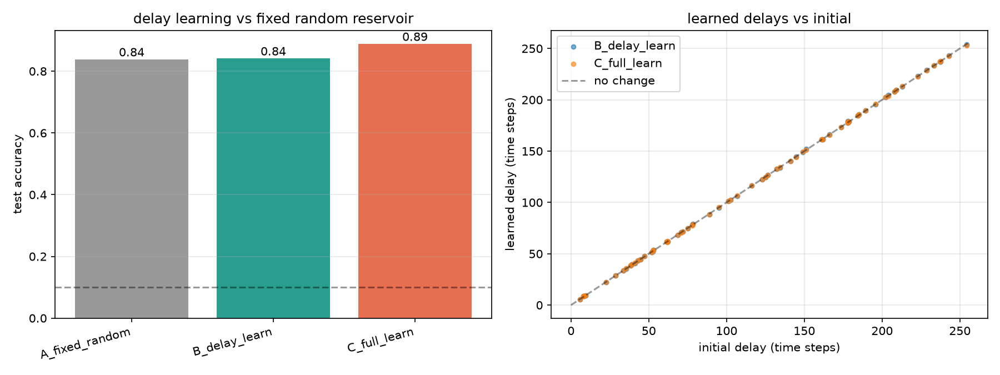 delay learning vs fixed random reservoir
0.84
0.84
0.89
test accuracy
0.8
0.6
0.4
0.2
0.0
A_fixed_random
B_delay_learn
C_full_learn
learned delays vs initial
B_delay_learn
C_full_learn
no change
learned delay (time steps)
250
200
150
100
50
0
0
50
100
150
200
250
initial delay (time steps)